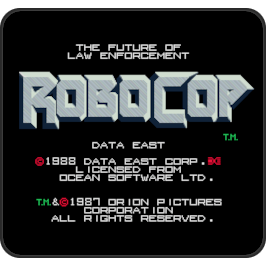 THE FUTURE OF
LAW ENFORCEMENT
ROBOCOP
T.M.
DATA EAST
©1988 DATA EAST CORP.
LICENSED FROM
OCEAN SOFTWARE LTD.
T.M.&©1987 ORION PICTURES
CORPORATION
ALL RIGHTS RESERVED.